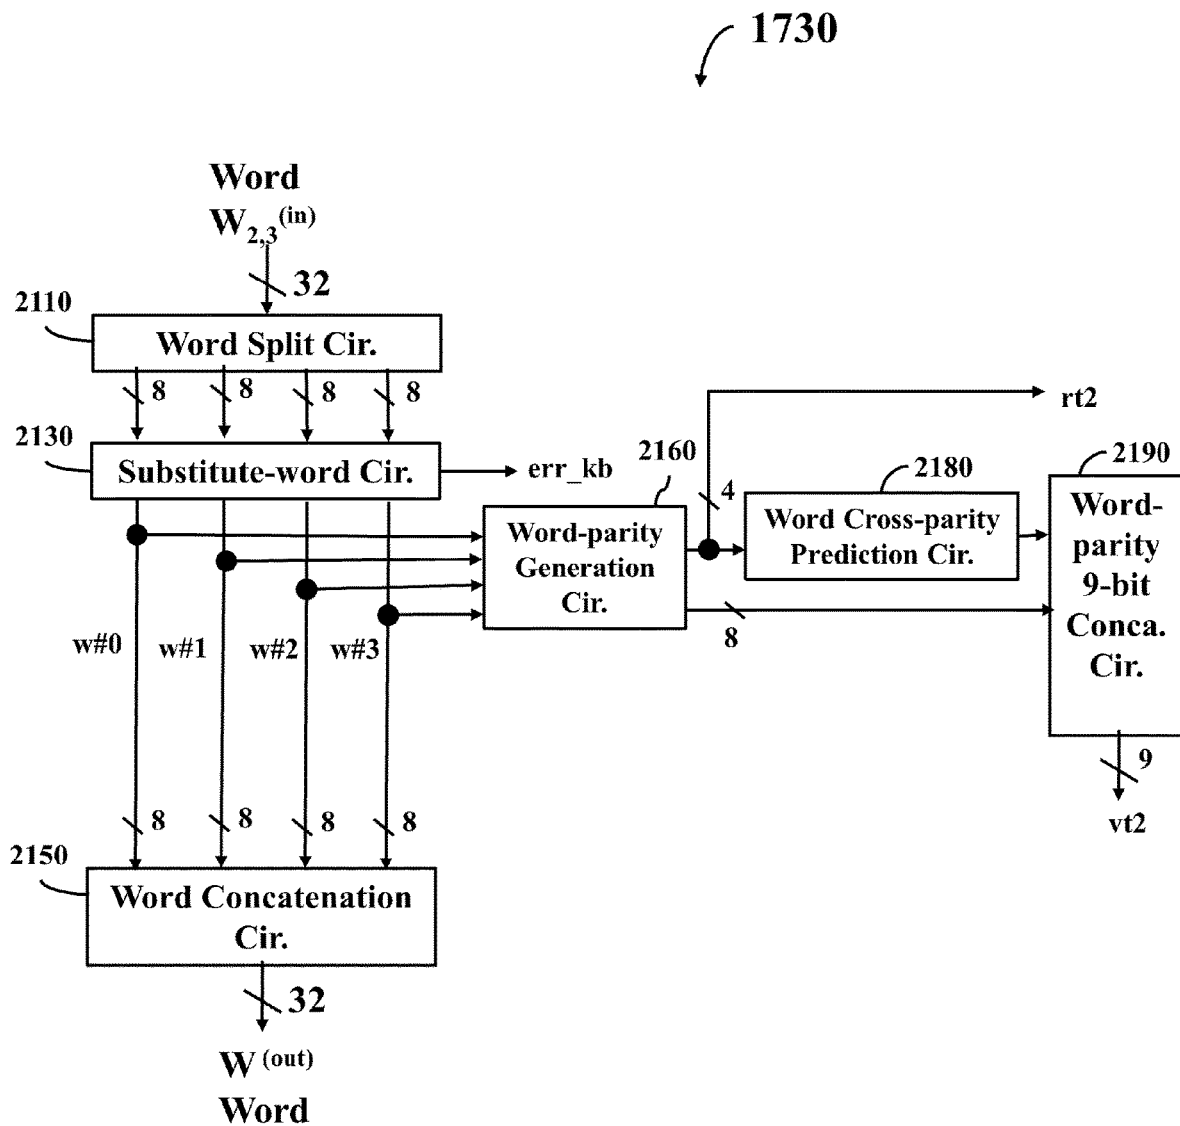 1730
Word
W2,3(in)
32
2110
Word Split Cir.
8 8 8 8
2130
Substitute-word Cir.
err_kb
rt2
2160
4
2180
2190
Word-parity
Generation
Cir.
Word Cross-parity
Prediction Cir.
Word-
parity
9-bit
Conca.
Cir.
8
w#0 w#1 w#2 w#3
9
vt2
8 8 8 8
2150
Word Concatenation
Cir.
32
W(out)
Word